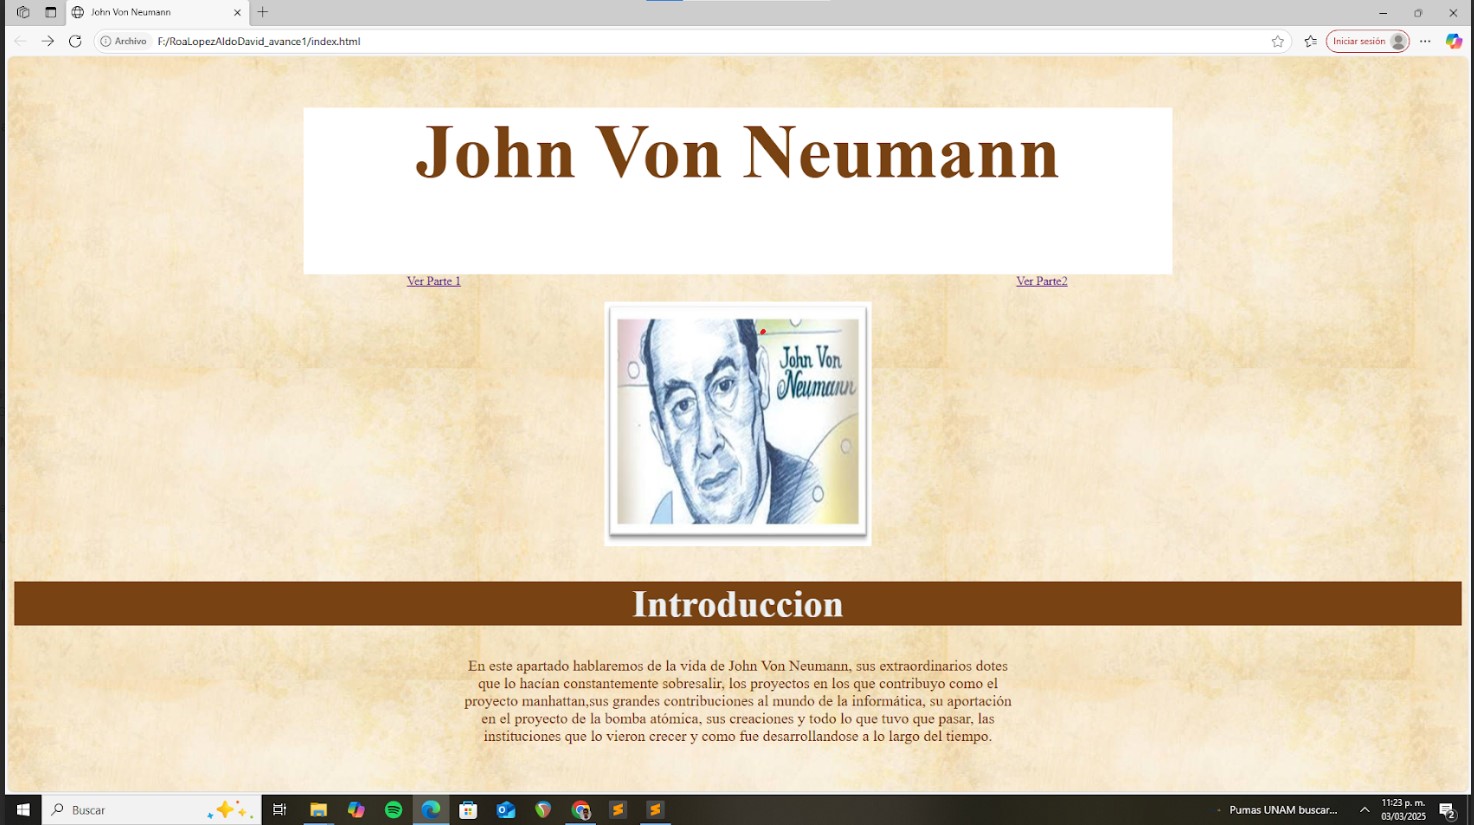 John Von Neumann
Archivo F:/RoaLopezAldoDavid_avance1/index.html
Iniciar sesión
John Von Neumann
Ver Parte 1 Ver Parte2
John Von
Neumann
Introduccion
En este apartado hablaremos de la vida de John Von Neumann, sus extraordinarios dotes
que lo hacían constantemente sobresalir, los proyectos en los que contribuyo como el
proyecto manhattan,sus grandes contribuciones al mundo de la informática, su aportación
en el proyecto de la bomba atómica, sus creaciones y todo lo que tuvo que pasar, las
instituciones que lo vieron crecer y como fue desarrollandose a lo largo del tiempo.
Buscar
Pumas UNAM buscar...
11:23 p. m.
03/03/2025
2